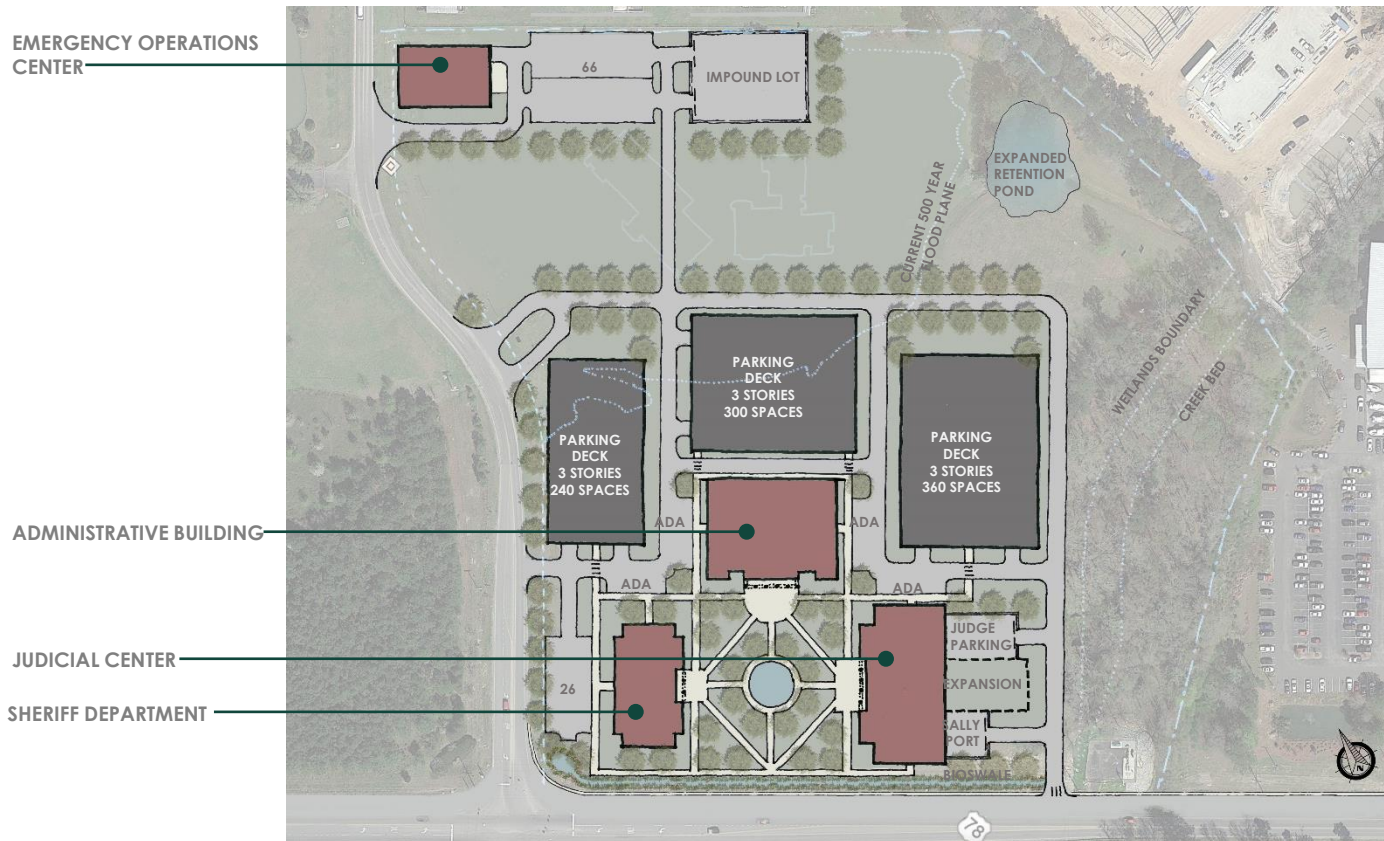 EMERGENCY OPERATIONS
CENTER
66
IMPOUND LOT
EXPANDED
RETENTION
POND
CURRENT 500 YEAR
FLOOD PLANE
WETLANDS BOUNDARY
CREEK BED
PARKING
DECK
3 STORIES
300 SPACES
PARKING
DECK
3 STORIES
240 SPACES
PARKING
DECK
3 STORIES
360 SPACES
ADMINISTRATIVE BUILDING
ADA
ADA
ADA
ADA
JUDICIAL CENTER
JUDGE
PARKING
EXPANSION
26
SHERIFF DEPARTMENT
SALLY
PORT
BIOSWALE
N
78